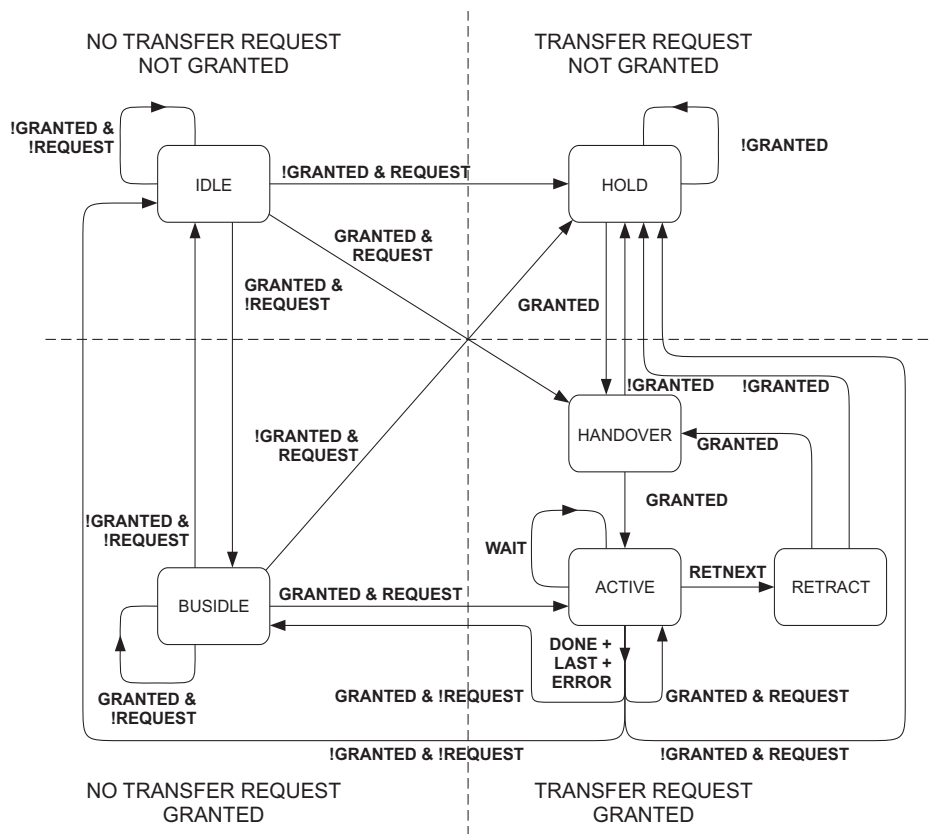 NO TRANSFER REQUEST
NOT GRANTED
TRANSFER REQUEST
NOT GRANTED
!GRANTED &
!REQUEST
IDLE
!GRANTED & REQUEST
HOLD
!GRANTED
GRANTED &
REQUEST
GRANTED &
!REQUEST
GRANTED
!GRANTED
!GRANTED
HANDOVER
GRANTED
!GRANTED &
REQUEST
GRANTED
!GRANTED &
!REQUEST
WAIT
BUSIDLE
GRANTED & REQUEST
ACTIVE
RETNEXT
RETRACT
DONE +
LAST +
ERROR
GRANTED &
!REQUEST
GRANTED & !REQUEST
GRANTED & REQUEST
!GRANTED & !REQUEST
!GRANTED & REQUEST
NO TRANSFER REQUEST
GRANTED
TRANSFER REQUEST
GRANTED